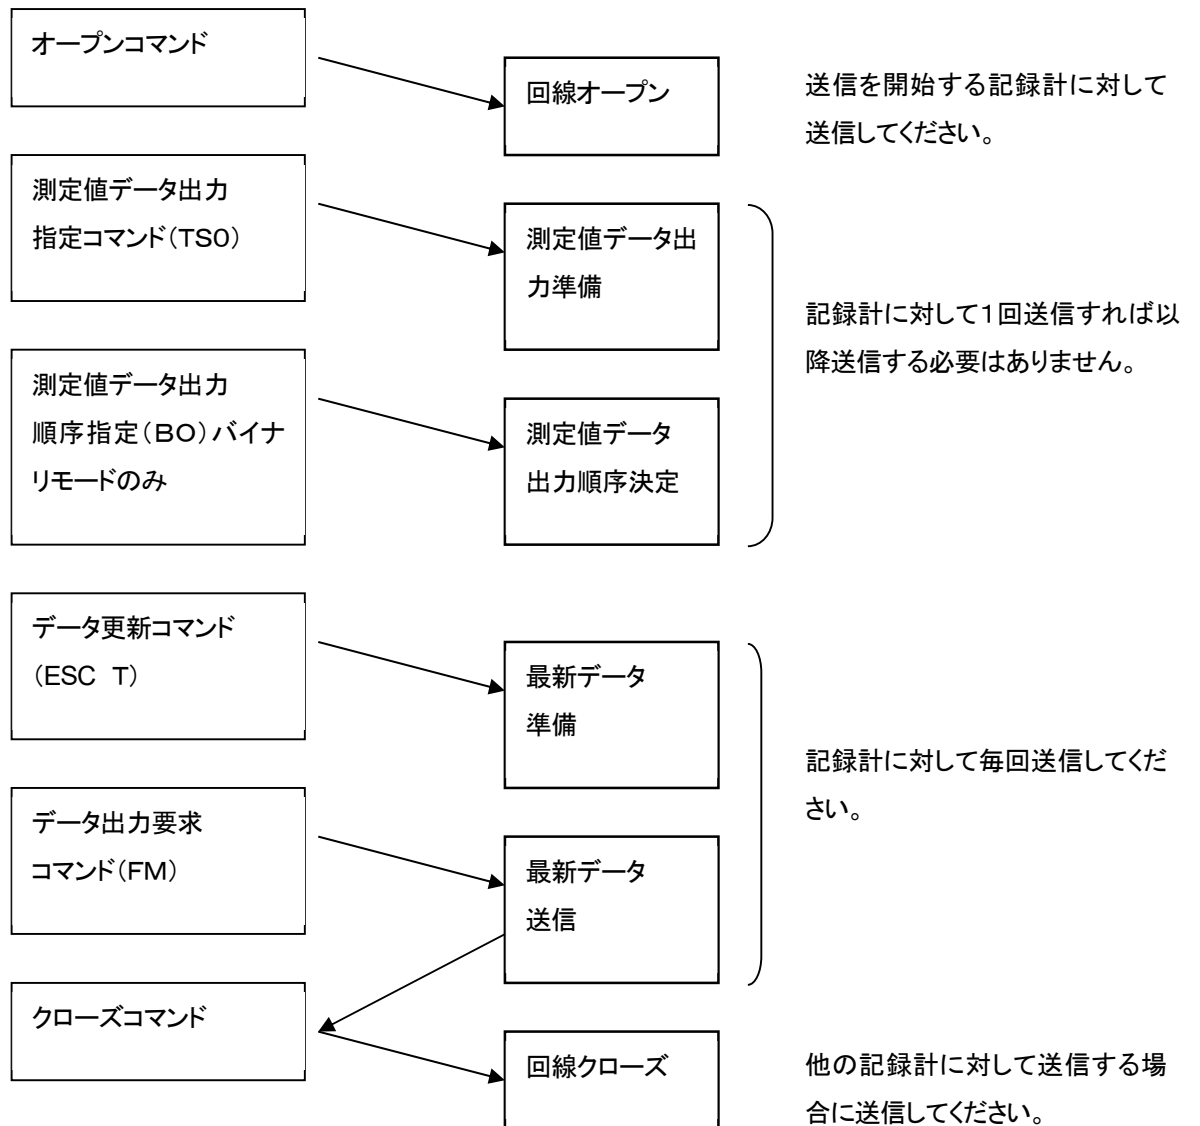 オープンコマンド
回線オープン
送信を開始する記録計に対して
送信してください。
測定値データ出力
指定コマンド(TS0)
測定値データ出
力準備
記録計に対して1回送信すれば以
降送信する必要はありません。
測定値データ出力
順序指定(BO)バイナ
リモードのみ
測定値データ
出力順序決定
データ更新コマンド
(ESC T)
最新データ
準備
記録計に対して毎回送信してくだ
さい。
データ出力要求
コマンド(FM)
最新データ
送信
クローズコマンド
回線クローズ
他の記録計に対して送信する場
合に送信してください。